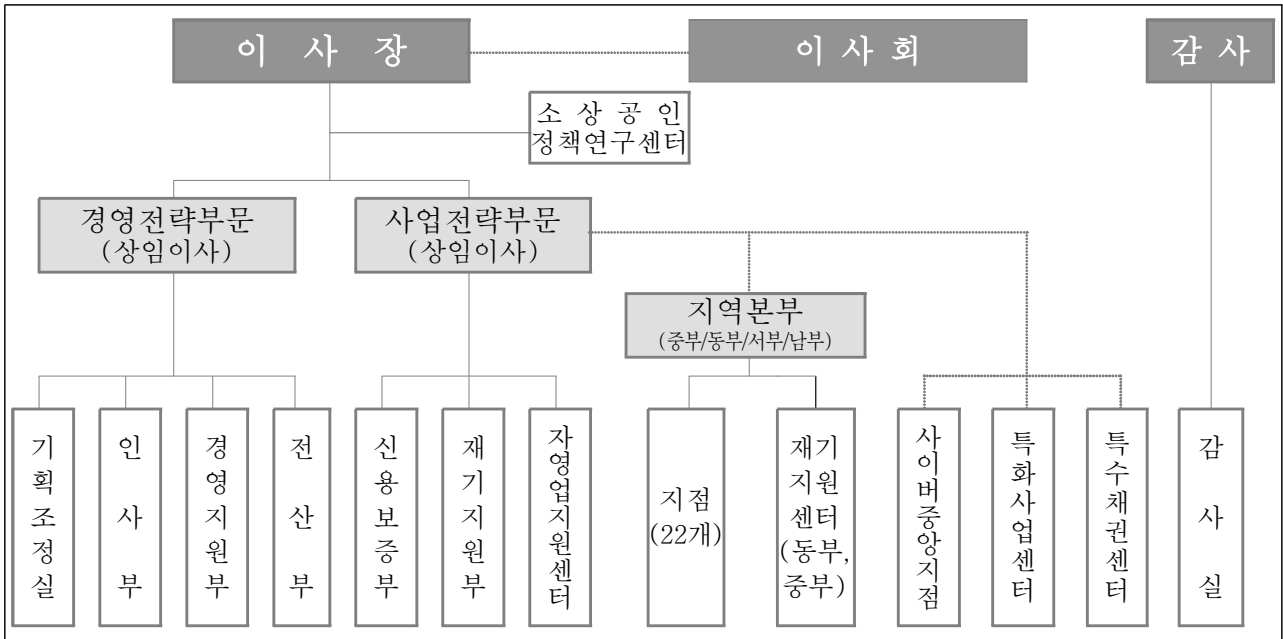 이 사 장
이 사 회
감 사
소 상 공 인
정책연구센터
경영전략부문
(상임이사)
사업전략부문
(상임이사)
지역본부
(중부/동부/서부/남부)
기획조정실
인사부
경영지원부
전산부
신용보증부
재기지원부
자영업지원센터
지점
(22개)
재기
지원
센터
(동부,
중부)
사이버중앙지점
특화사업센터
특수채권센터
감사실